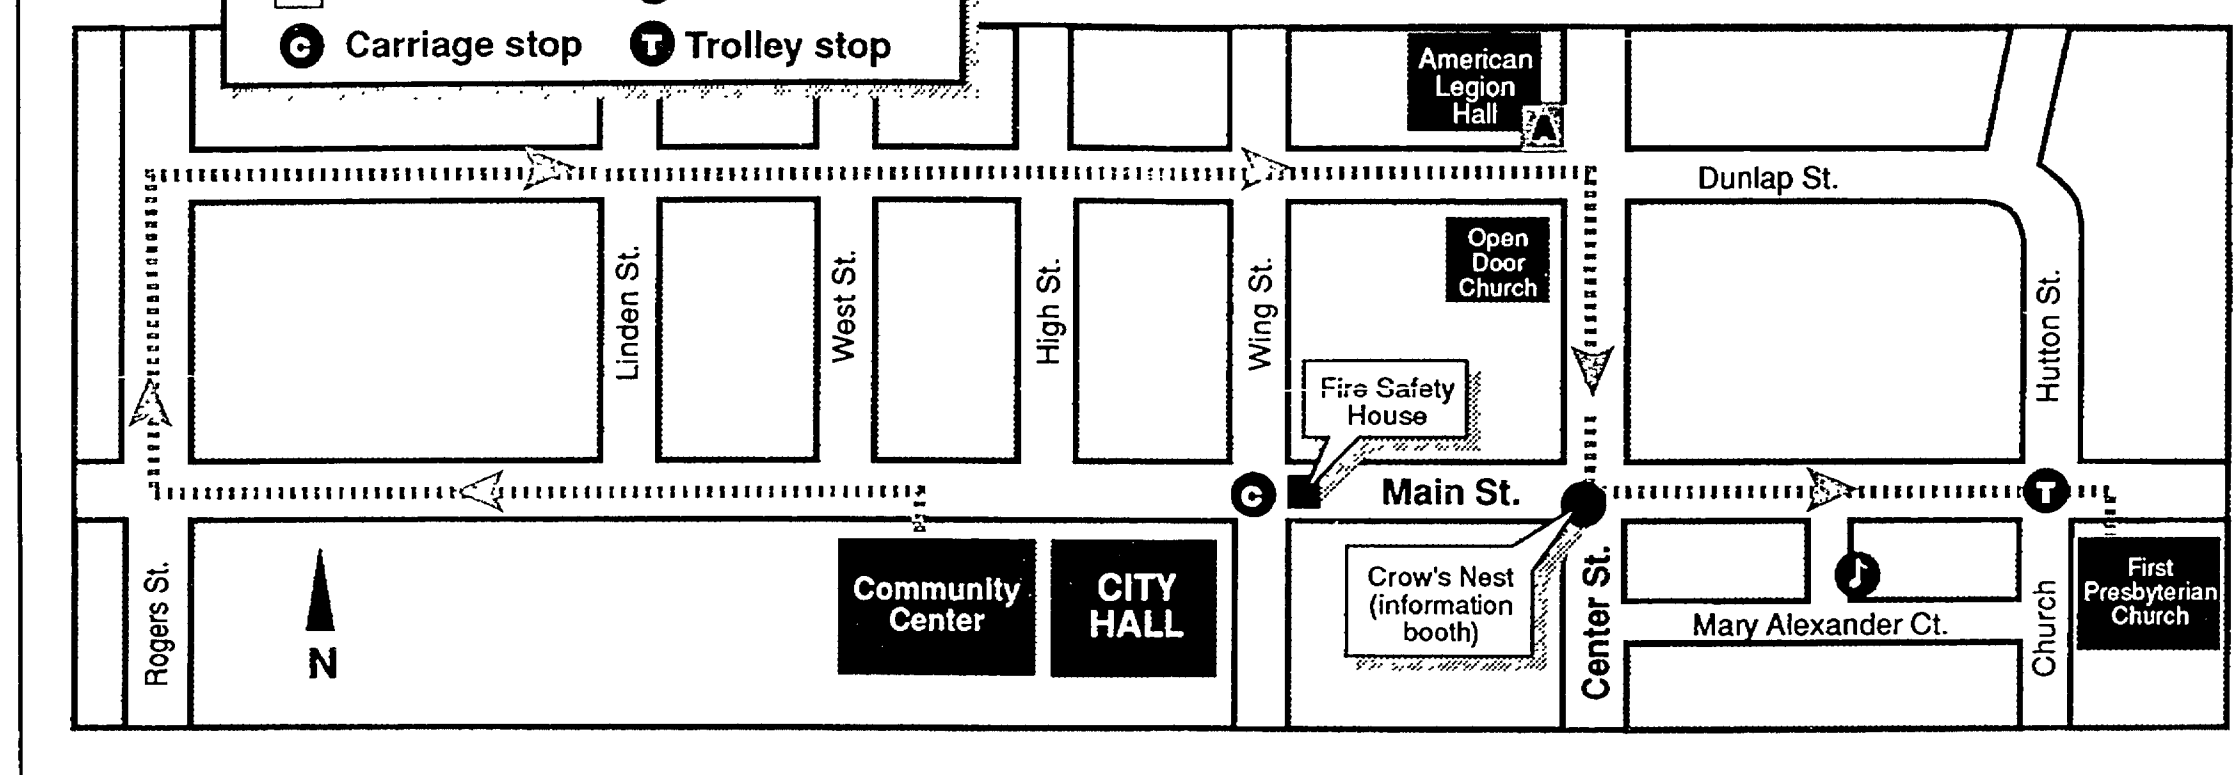 C Carriage stop T Trolley stop
American
Legion
Hall
A
Dunlap St.
Open
Door
Church
Linden St.
West St.
High St.
Wing St.
Hutton St.
Fire Safety
House
C
Main St.
T
Community
Center
CITY
HALL
Crow's Nest
(information
booth)
Center St.
Mary Alexander Ct.
Church
First
Presbyterian
Church
Rogers St.
N